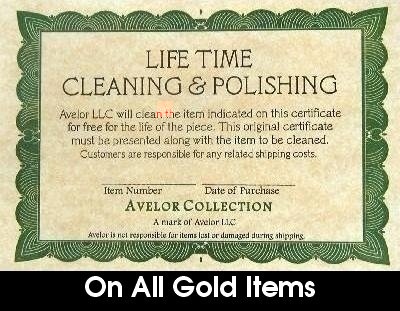 LIFE TIME
CLEANING & POLISHING
Avelor LLC will clean the item indicated on this certificate
for free for the life of the piece. This original certificate
must be presented along with the item to be cleaned.
Customers are responsible for any related shipping costs.
Item Number Date of Purchase
AVELOR COLLECTION
A mark of Avelor LLC
Avelor is not responsible for items lost or damaged during shipping.
On All Gold Items